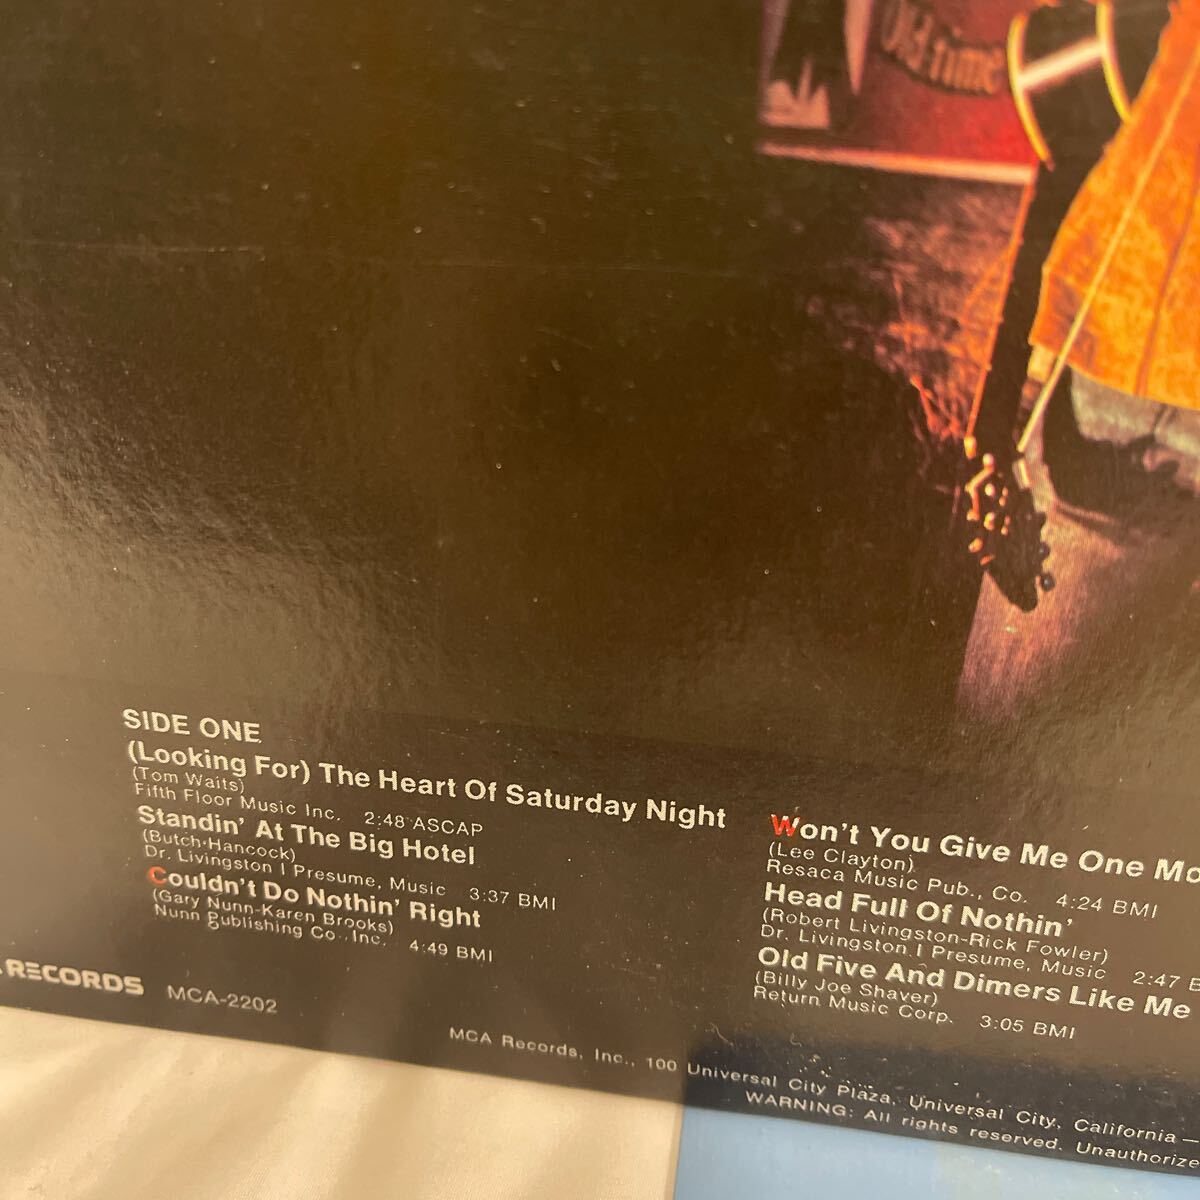 Old-time
SIDE ONE
(Looking For) The Heart Of Saturday Night
(Tom Waits)
Fifth Floor Music Inc. 2:48 ASCAP
Standin' At The Big Hotel
(Butch Hancock)
Dr. Livingston I Presume, Music 3:37 BMI
Couldn't Do Nothin' Right
(Gary Nunn-Karen Brooks)
Nunn Publishing Co., Inc. 4:49 BMI
Won't You Give Me One Mo
(Lee Clayton)
Resaca Music Pub., Co. 4:24 BMI
Head Full Of Nothin'
(Robert Livingston-Rick Fowler)
Dr. Livingston I Presume, Music 2:47 B
Old Five And Dimers Like Me
(Billy Joe Shaver)
Return Music Corp. 3:05 BMI
RECORDS MCA-2202
MCA Records, Inc., 100 Universal City Plaza, Universal City, California —
WARNING: All rights reserved. Unauthorize